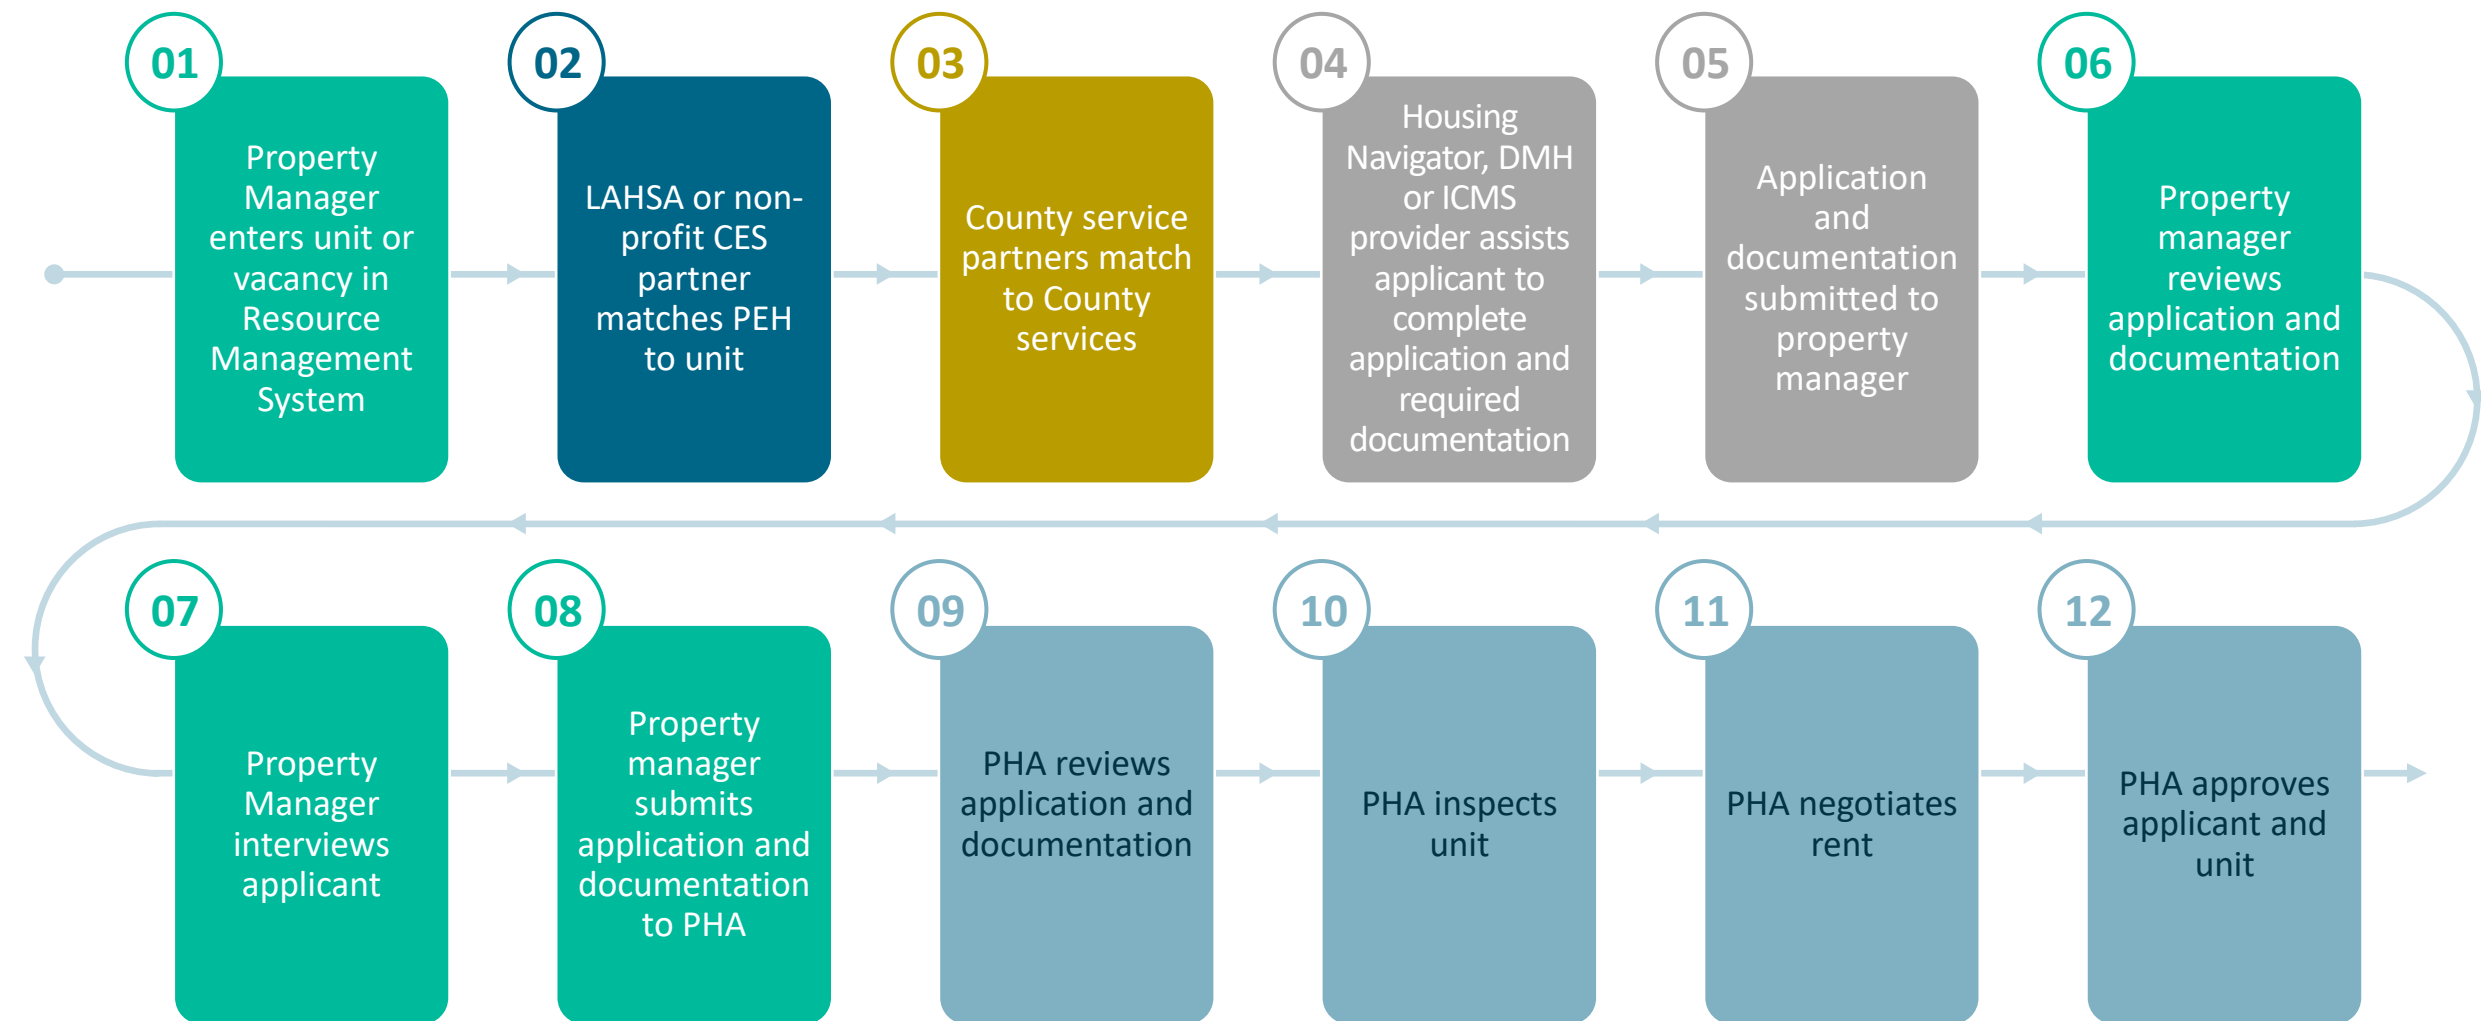 01
Property
Manager
enters unit or
vacancy in
Resource
Management
System
02
LAHSA or non-
profit CES
partner
matches PEH
to unit
03
County service
partners match
to County
services
04
Housing
Navigator, DMH
or ICMS
provider assists
applicant to
complete
application and
required
documentation
05
Application
and
documentation
submitted to
property
manager
06
Property
manager
reviews
application and
documentation
07
Property
Manager
interviews
applicant
08
Property
manager
submits
application and
documentation
to PHA
09
PHA reviews
application and
documentation
10
PHA inspects
unit
11
PHA negotiates
rent
12
PHA approves
applicant and
unit